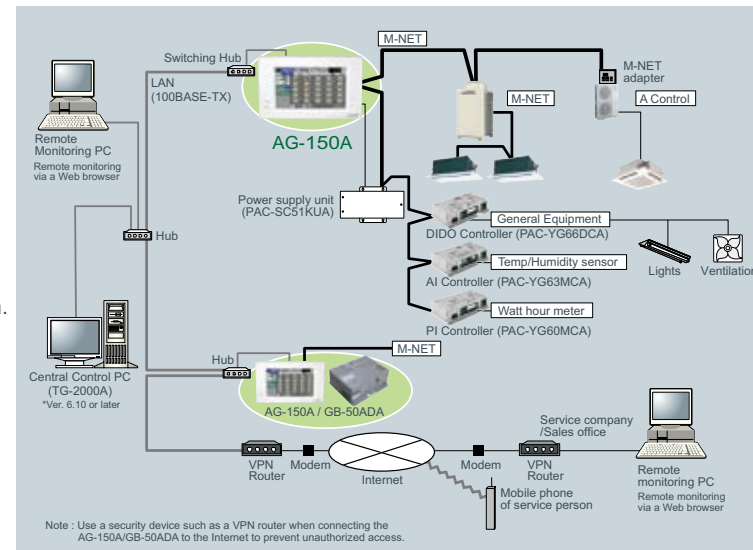 M-NET
Switching Hub
LAN
(100BASE-TX)
M-NET
adapter
M-NET
A Control
AG-150A
Remote
Monitoring PC
Remote monitoring
via a Web browser
Power supply unit
(PAC-SC51KUA)
General Equipment
DIDO Controller (PAC-YG66DCA)
Hub
Temp/Humidity sensor
Lights
Ventilation
AI Controller (PAC-YG63MCA)
n.
Watt hour meter
PI Controller (PAC-YG60MCA)
M-NET
Hub
Central Control PC
(TG-2000A)
*Ver. 6.10 or later
AG-150A / GB-50ADA
Service company
/Sales office
VPN
Router
Modem
Internet
Modem
VPN
Router
Remote
monitoring PC
Remote monitoring
via a Web browser
Mobile phone
of service person
Note : Use a security device such as a VPN router when connecting the
AG-150A/GB-50ADA to the Internet to prevent unauthorized access.